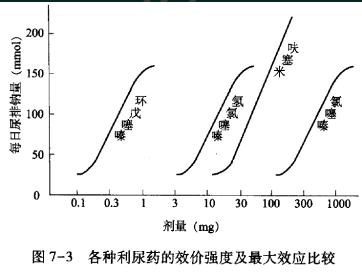 200
150
100
50
0
每日尿排钠量 (mmol)
环戊噻嗪
氢氯噻嗪
呋塞米
氯噻嗪
0.1 0.3 1 3 10 30 100 300 1000
剂量 (mg)
图 7-3 各种利尿药的效价强度及最大效应比较